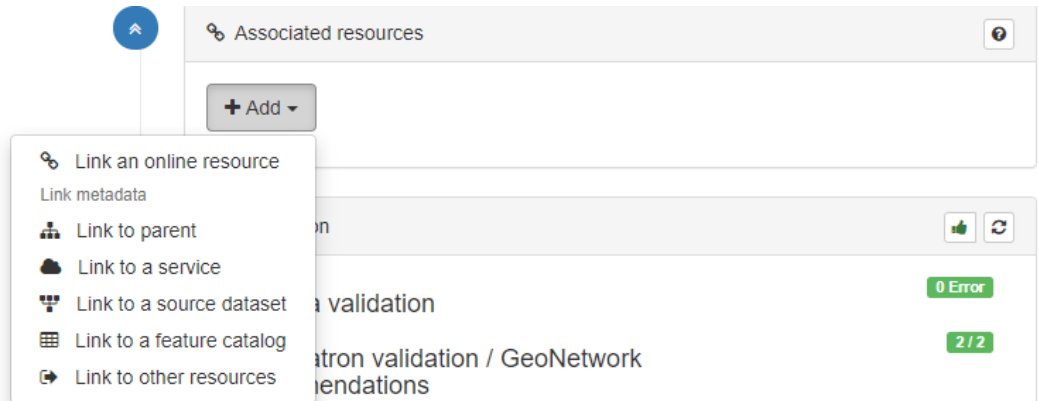 Associated resources
+ Add
Link an online resource
Link metadata
Link to parent
Link to a service
Link to a source dataset
Link to a feature catalog
Link to other resources
on
0 Error
a validation
2 / 2
atron validation / GeoNetwork
endations